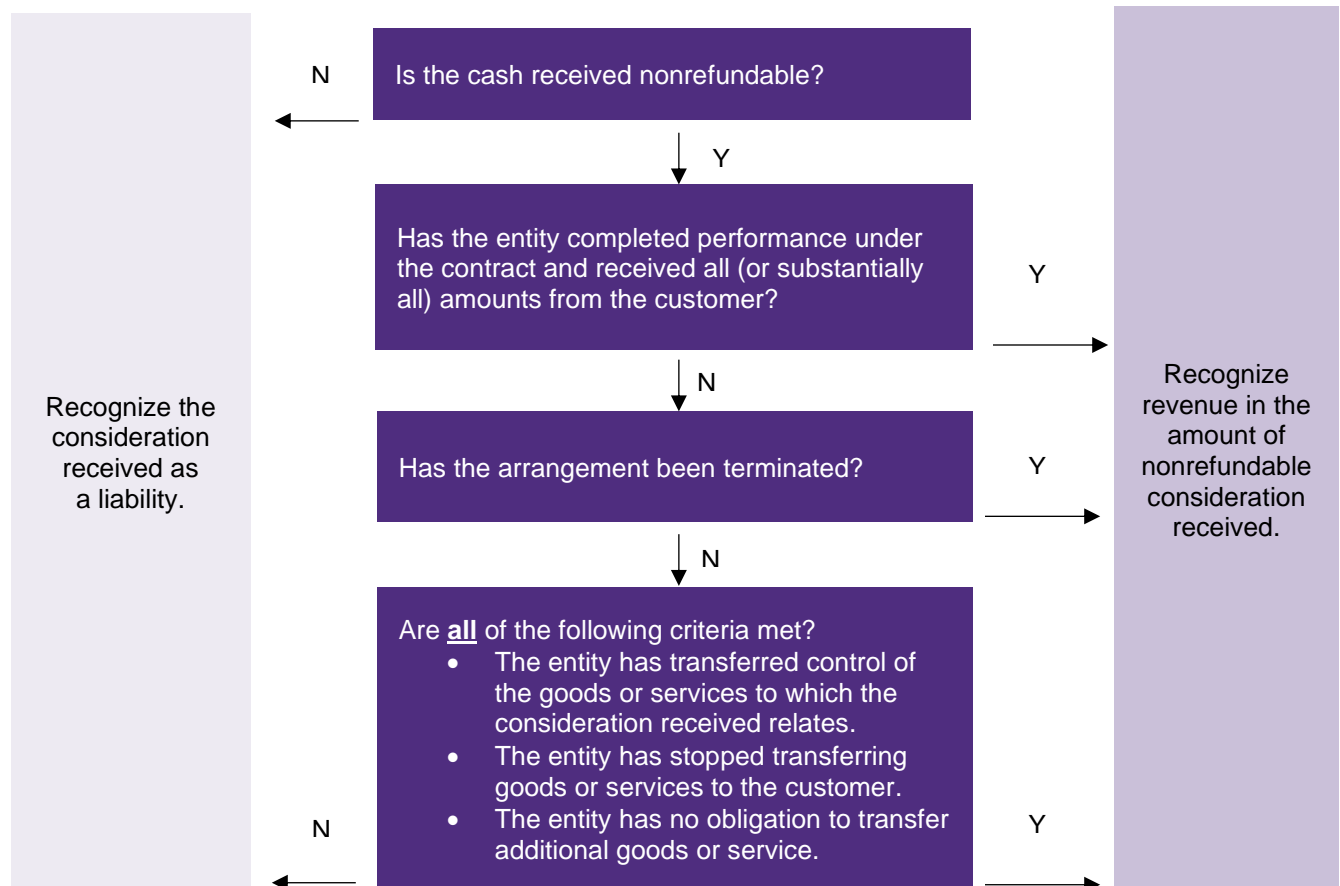 N
Is the cash received nonrefundable?
Y
Has the entity completed performance under
the contract and received all (or substantially
all) amounts from the customer?
Y
N
Has the arrangement been terminated?
Y
N
Are all of the following criteria met?
• The entity has transferred control of
the goods or services to which the
consideration received relates.
• The entity has stopped transferring
goods or services to the customer.
• The entity has no obligation to transfer
additional goods or service.
N
Y
Recognize the
consideration
received as
a liability.
Recognize
revenue in the
amount of
nonrefundable
consideration
received.